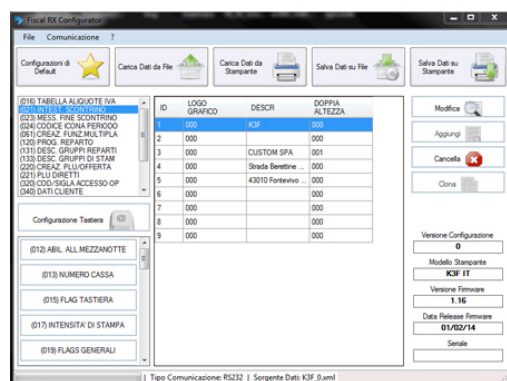 Fiscal RX Configurator
File Comunicazione ?
Configurazioni di Default
Carica Dati da File
Carica Dati da Stampante
Salva Dati su File
Salva Dati su Stampante
(016) TABELLA ALIQUOTE IVA
(021) INTEST. SCONTRINO
(023) MESS. FINE SCONTRINO
(024) CODICE ICONA PERIODO
(061) CREAZ. FUNZ.MULTIPLA
(120) PROG. REPARTO
(131) DESC. GRUPPI REPARTI
(133) DESC. GRUPPI DI STAM
(220) CREAZ. PLU/OFFERTA
(221) PLU DIRETTI
(320) COD/SIGLA ACCESSO OP
(340) DATI CLIENTE
Configurazione Tastiera
(012) ABIL. ALL.MEZZANOTTE
(013) NUMERO CASSA
(015) FLAG TASTIERA
(017) INTENSITA' DI STAMPA
(019) FLAGS GENERALI
ID LOGO GRAFICO DESCR DOPPIA ALTEZZA
1 000 K3F 000
2 000 000
3 000 CUSTOM SPA 001
4 000 Strada Berettine ... 000
5 000 43010 Fontevivo ... 000
6 000 000
7 000 000
8 000 000
9 000 000
Modifica
Aggiungi
Cancella
Clona
Versione Configurazione
0
Modello Stampante
K3F IT
Versione Firmware
1.16
Data Release Firmware
01/02/14
Seriale
| Tipo Comunicazione: RS232 | Sorgente Dati: K3F_0.xml